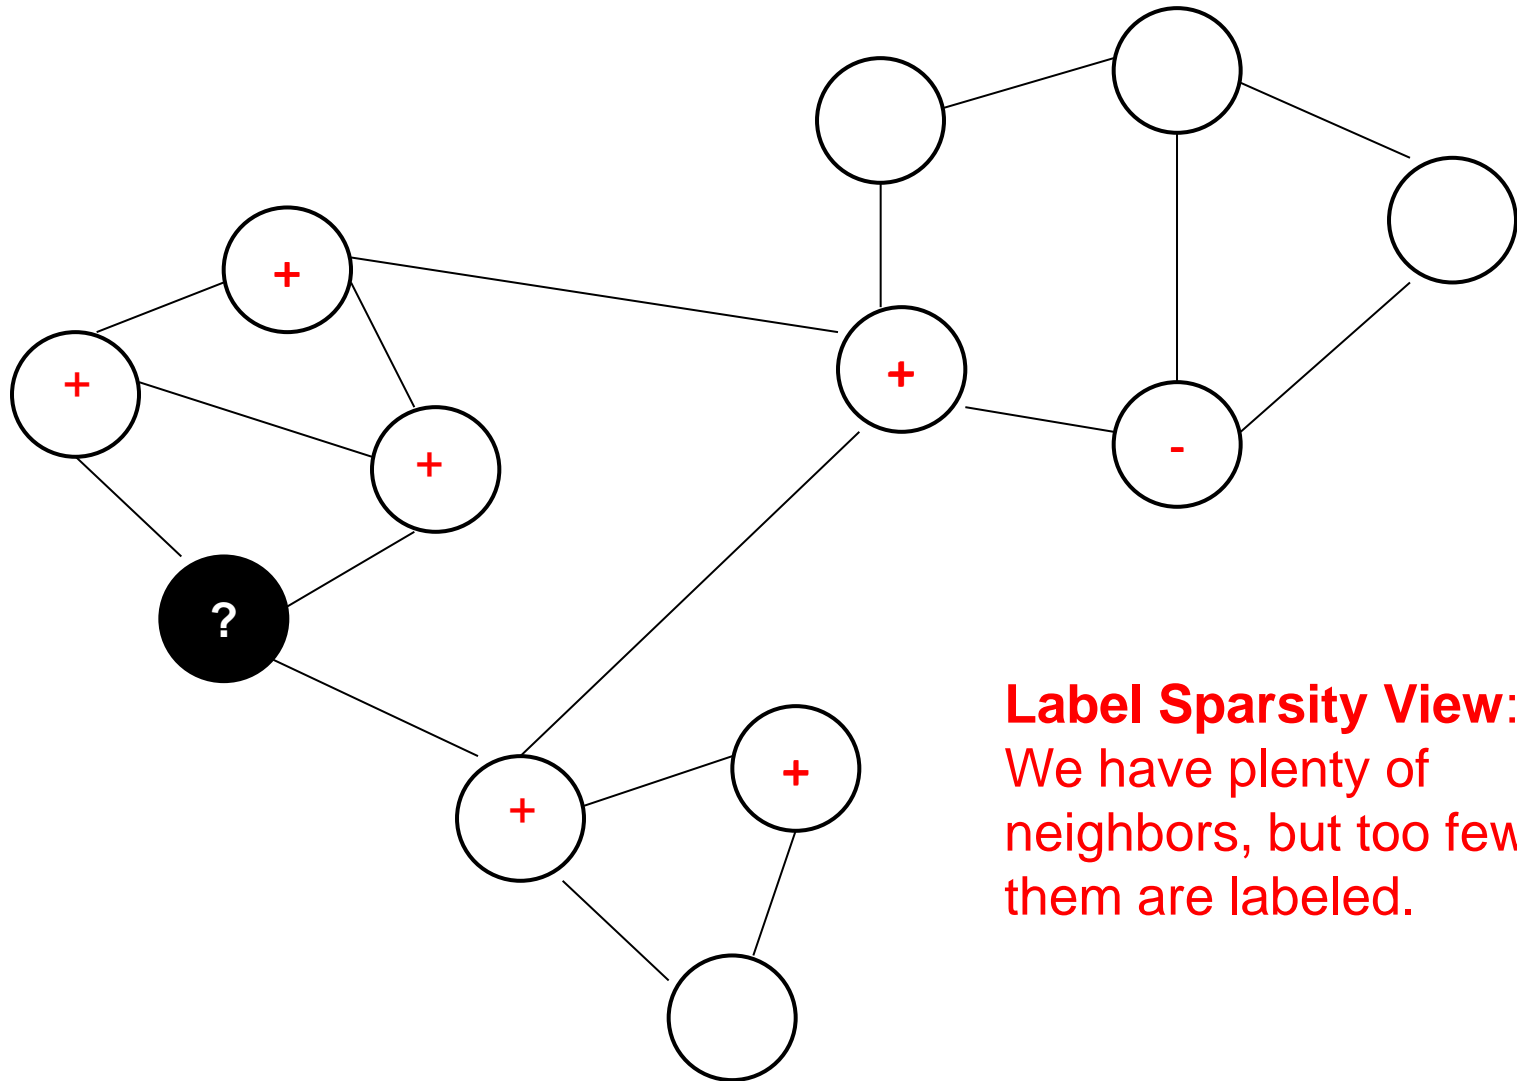 +
+
+
+
-
?
+
+
Label Sparsity View:
We have plenty of
neighbors, but too few
them are labeled.